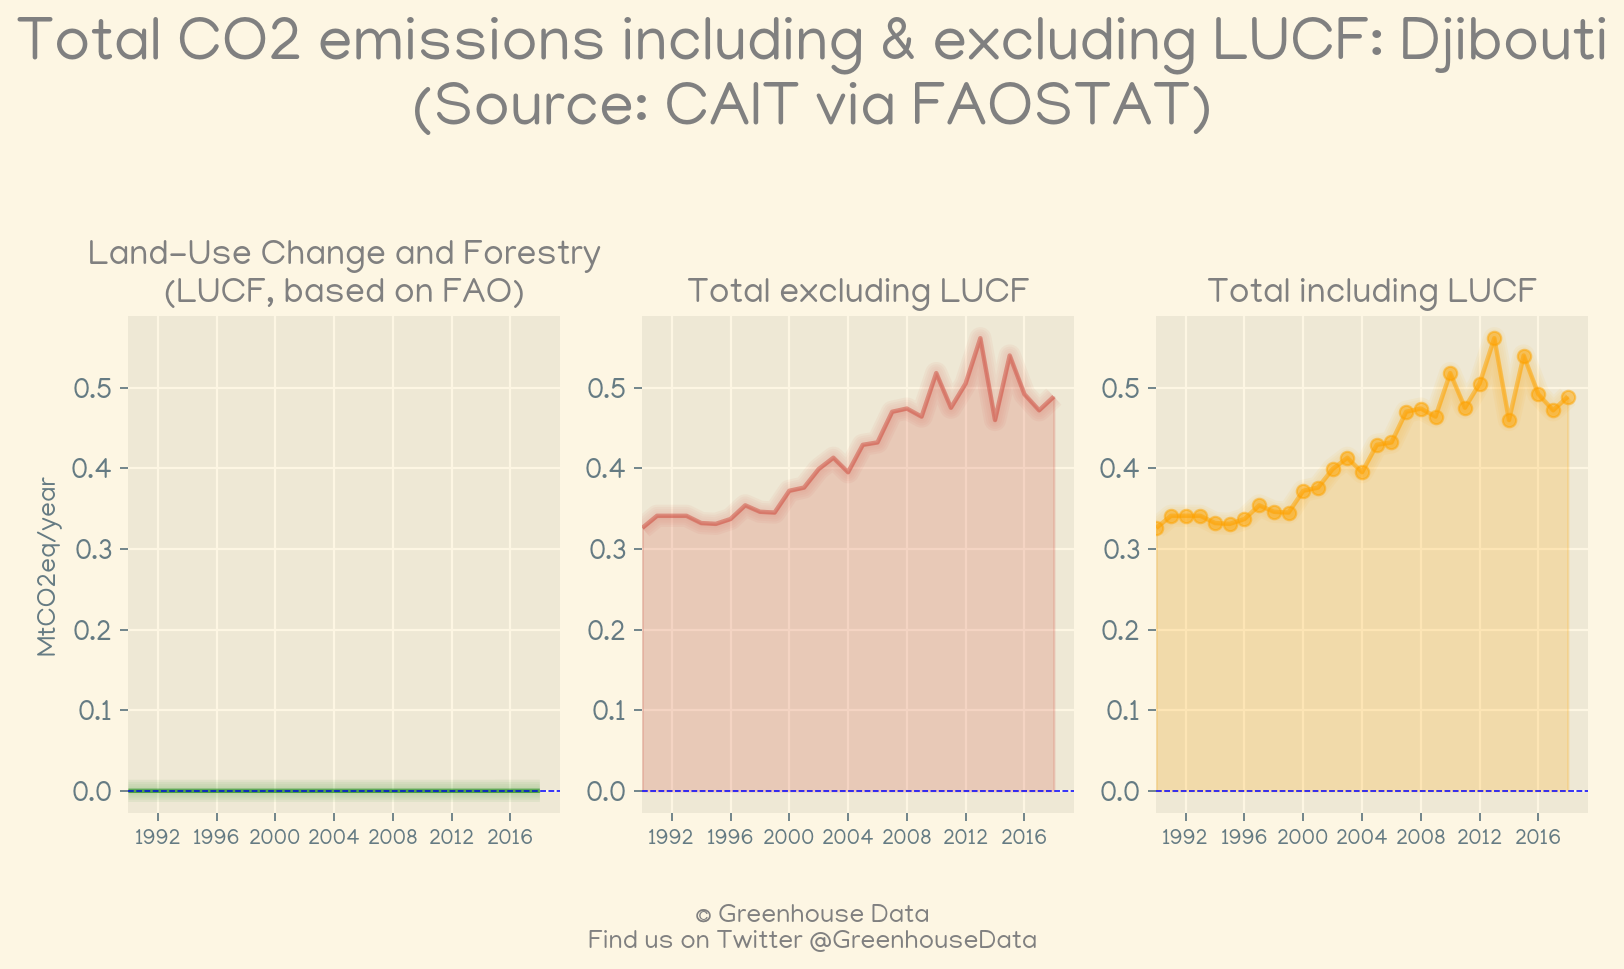 Total CO2 emissions including & excluding LUCF: Djibouti
(Source: CAIT via FAOSTAT)
Land-Use Change and Forestry
(LUCF, based on FAO)
Total excluding LUCF
Total including LUCF
MtCO2eq/year
0.5
0.4
0.3
0.2
0.1
0.0
1992 1996 2000 2004 2008 2012 2016
0.5
0.4
0.3
0.2
0.1
0.0
1992 1996 2000 2004 2008 2012 2016
0.5
0.4
0.3
0.2
0.1
0.0
1992 1996 2000 2004 2008 2012 2016
© Greenhouse Data
Find us on Twitter @GreenhouseData